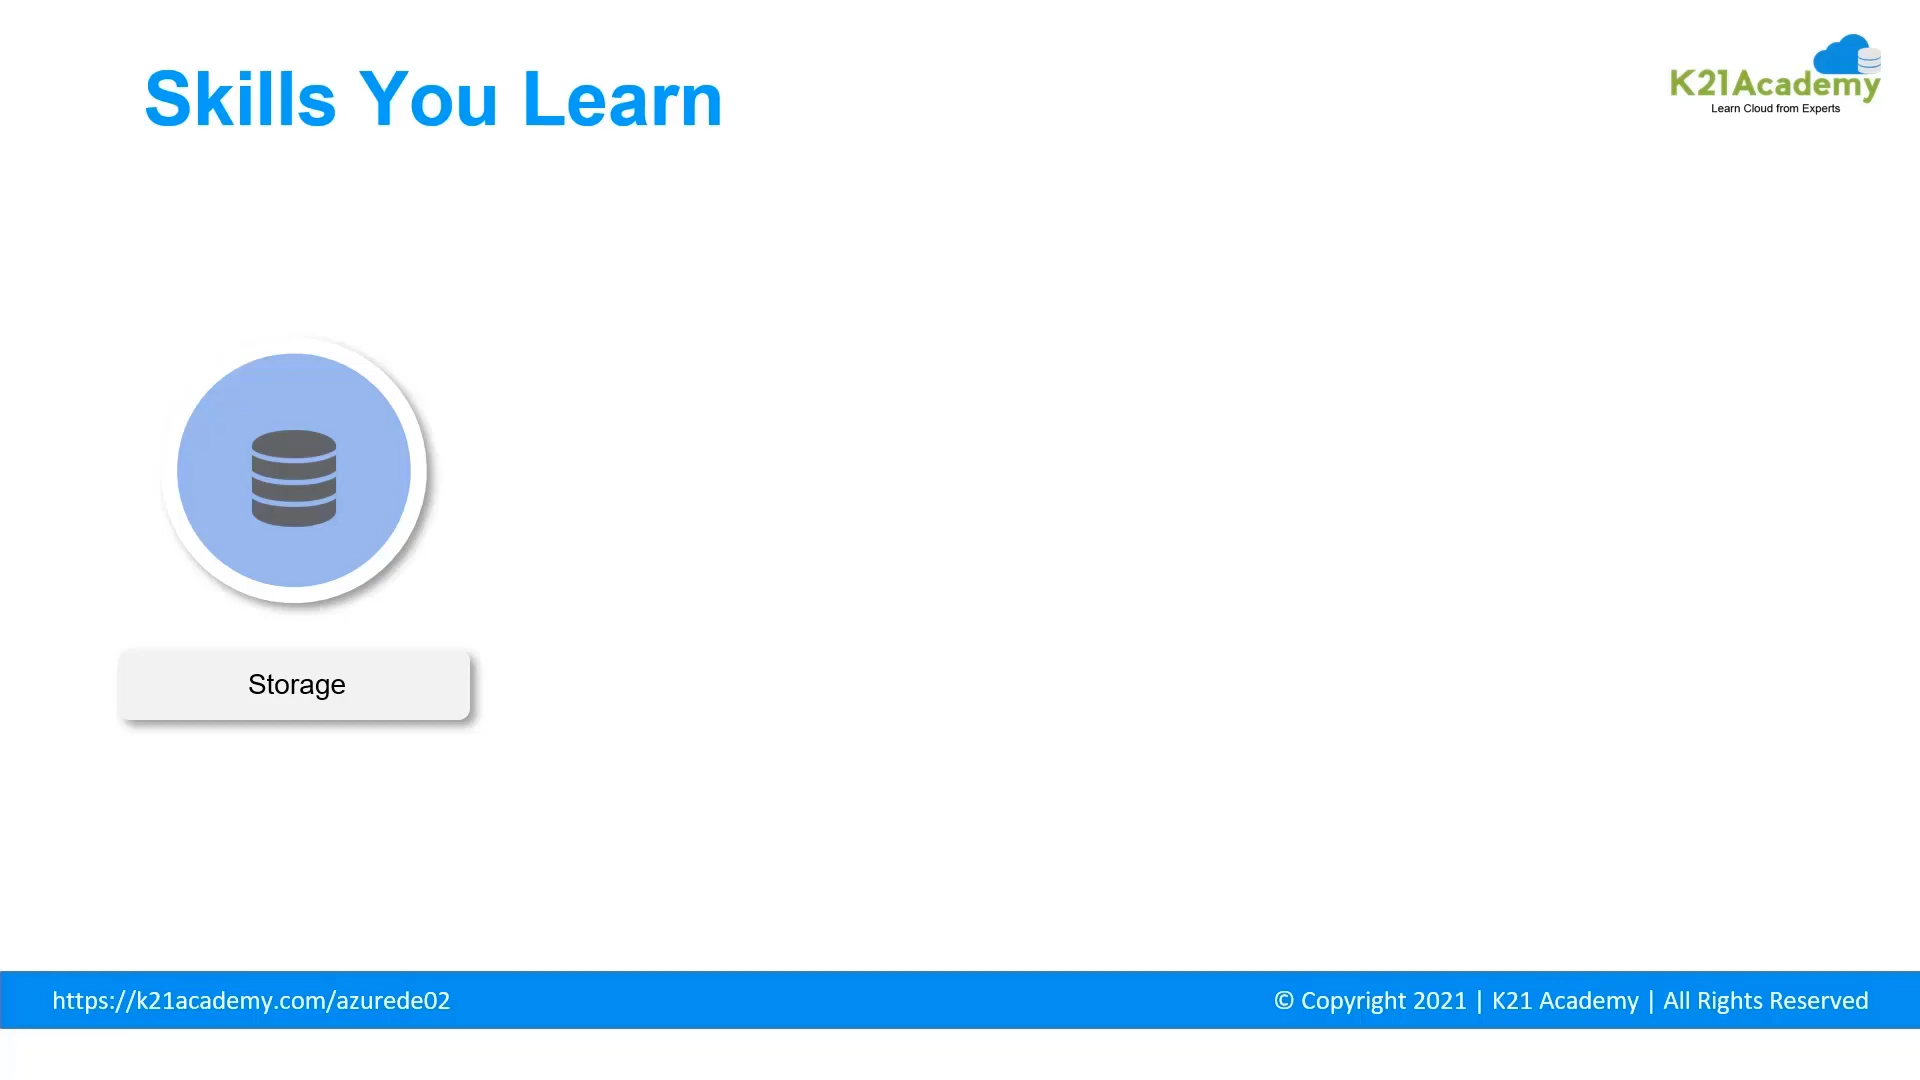 Skills You Learn
K21Academy
Learn Cloud from Experts
Storage
https://k21academy.com/azurede02
© Copyright 2021 | K21 Academy | All Rights Reserved